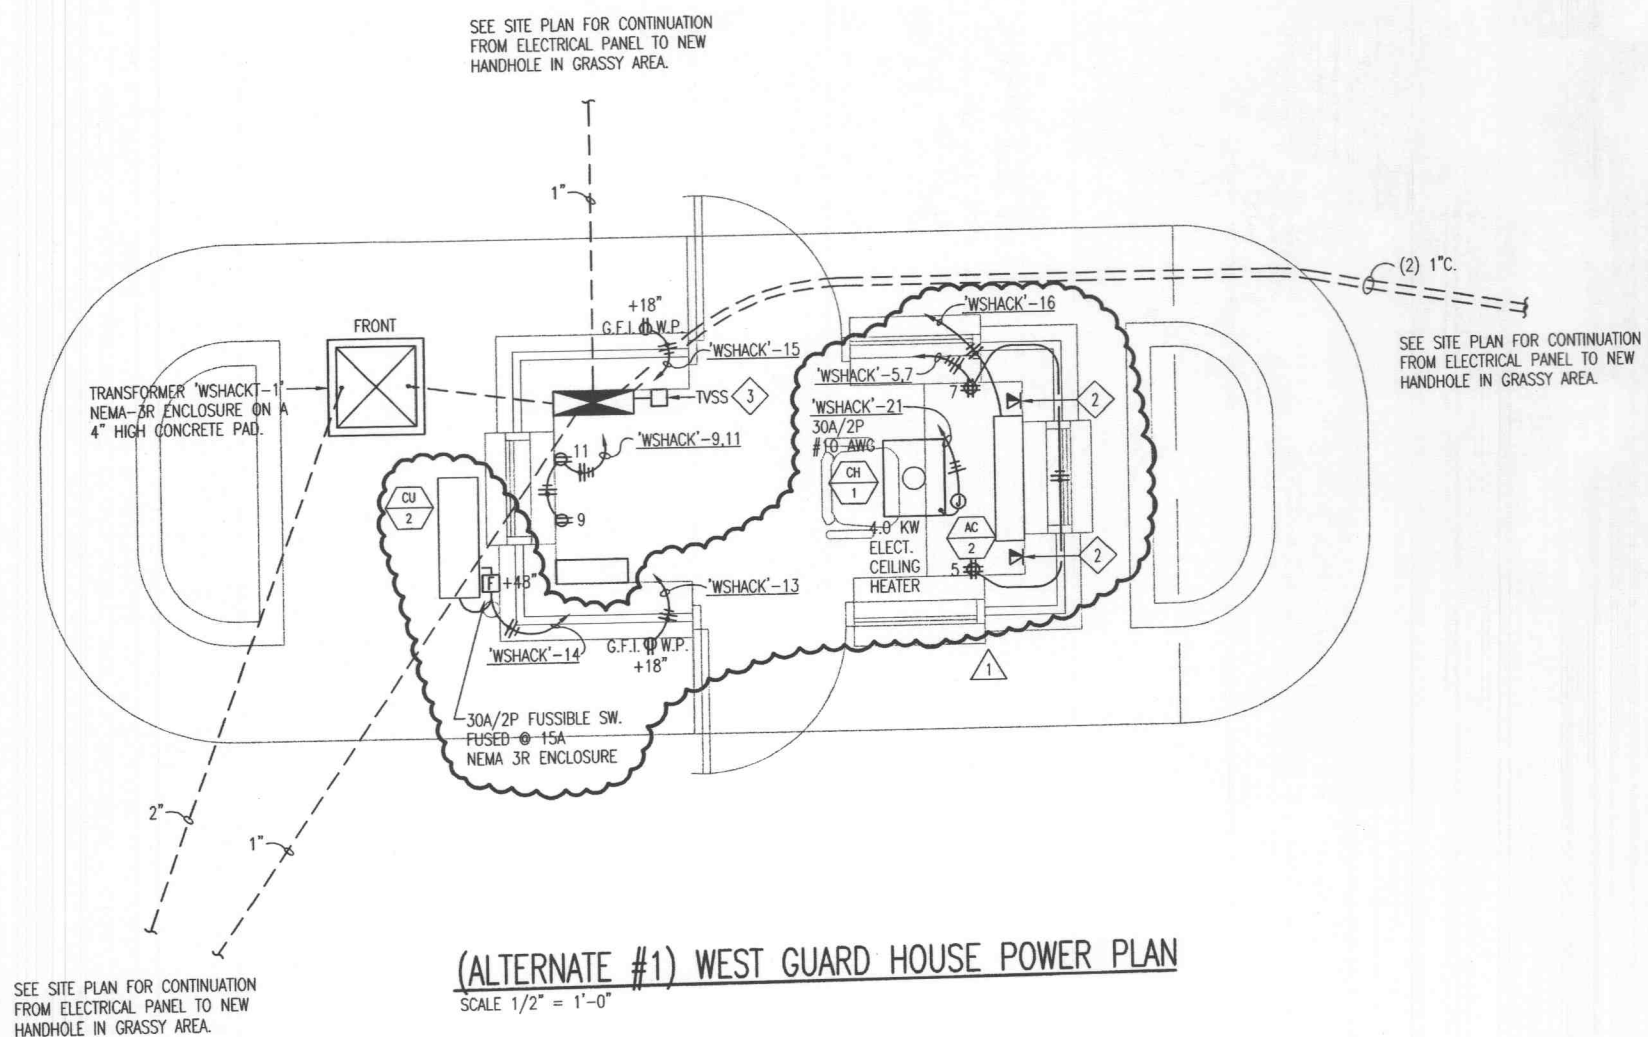 SEE SITE PLAN FOR CONTINUATION
FROM ELECTRICAL PANEL TO NEW
HANDHOLE IN GRASSY AREA.
1"
(2) 1"C.
SEE SITE PLAN FOR CONTINUATION
FROM ELECTRICAL PANEL TO NEW
HANDHOLE IN GRASSY AREA.
FRONT
TRANSFORMER 'WSHACKT-1'
NEMA-3R ENCLOSURE ON A
4" HIGH CONCRETE PAD.
+18"
G.F.I. W.P.
'WSHACK'-15
TVSS
3
'WSHACK'-9,11
11
9
'WSHACK'-16
'WSHACK'-5,7
7
2
'WSHACK'-21
30A/2P
#10 AWG
CH
1
J
4.0 KW
ELECT.
CEILING
HEATER
AC
2
5
2
CU
2
F
+48"
'WSHACK'-13
'WSHACK'-14
G.F.I. W.P.
+18"
1
30A/2P FUSSIBLE SW.
FUSED @ 15A
NEMA 3R ENCLOSURE
2"
1"
SEE SITE PLAN FOR CONTINUATION
FROM ELECTRICAL PANEL TO NEW
HANDHOLE IN GRASSY AREA.
(ALTERNATE #1) WEST GUARD HOUSE POWER PLAN
SCALE 1/2" = 1'-0"